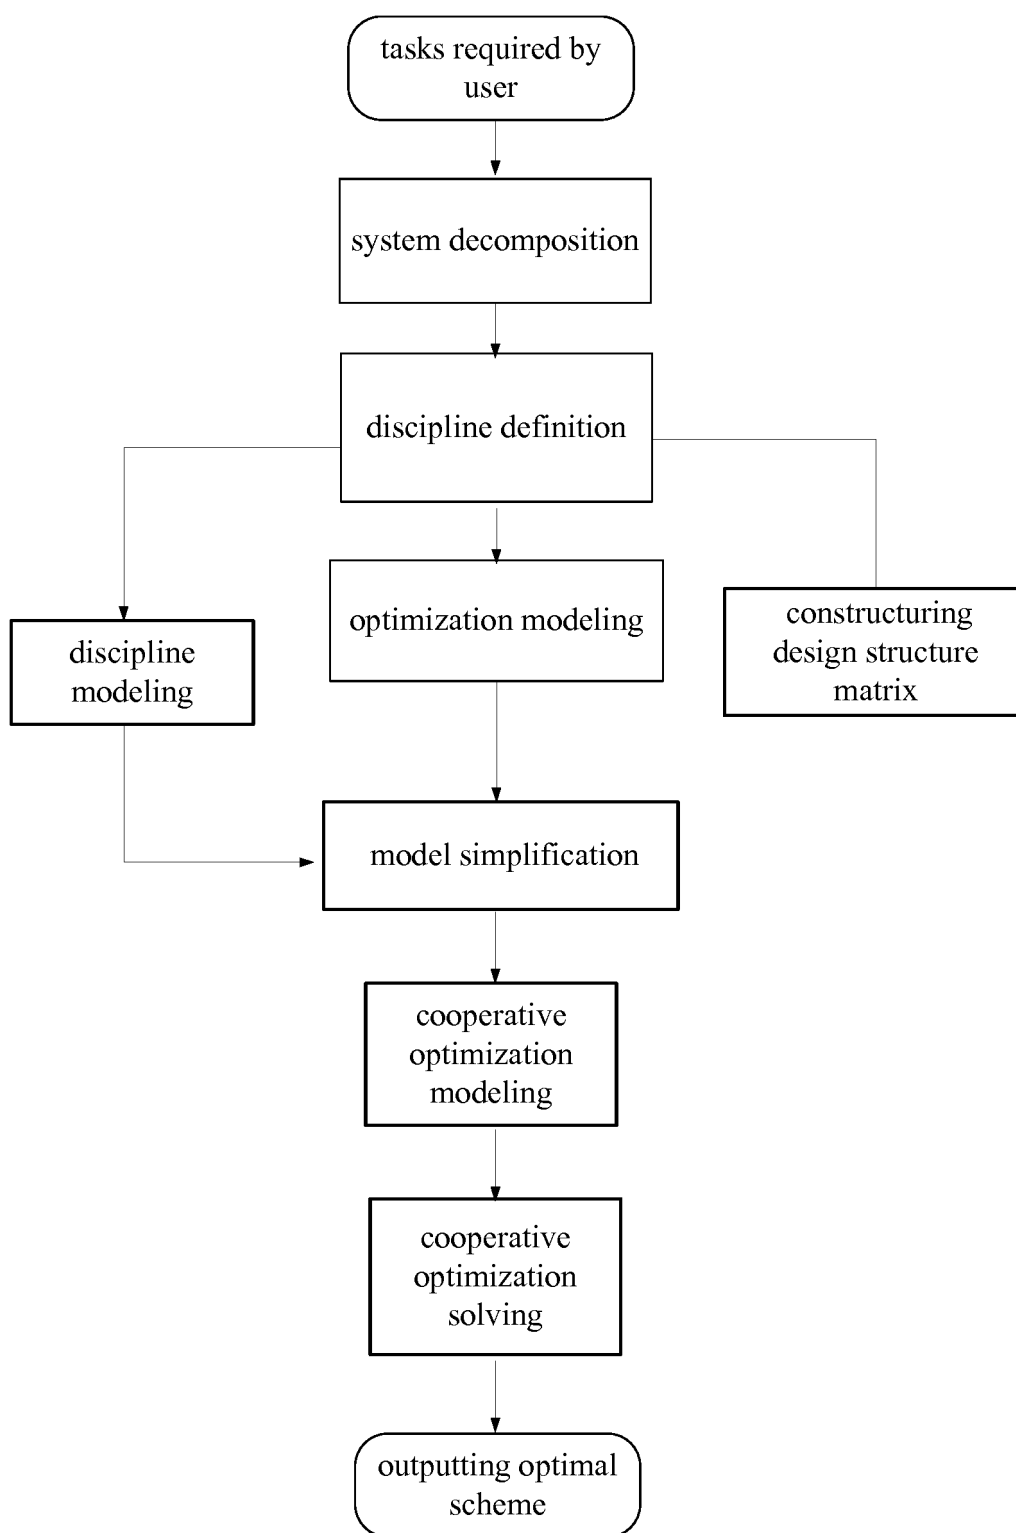 tasks required by
user
system decomposition
discipline definition
optimization modeling
constructuring
design structure
matrix
discipline
modeling
model simplification
cooperative
optimization
modeling
cooperative
optimization
solving
outputting optimal
scheme